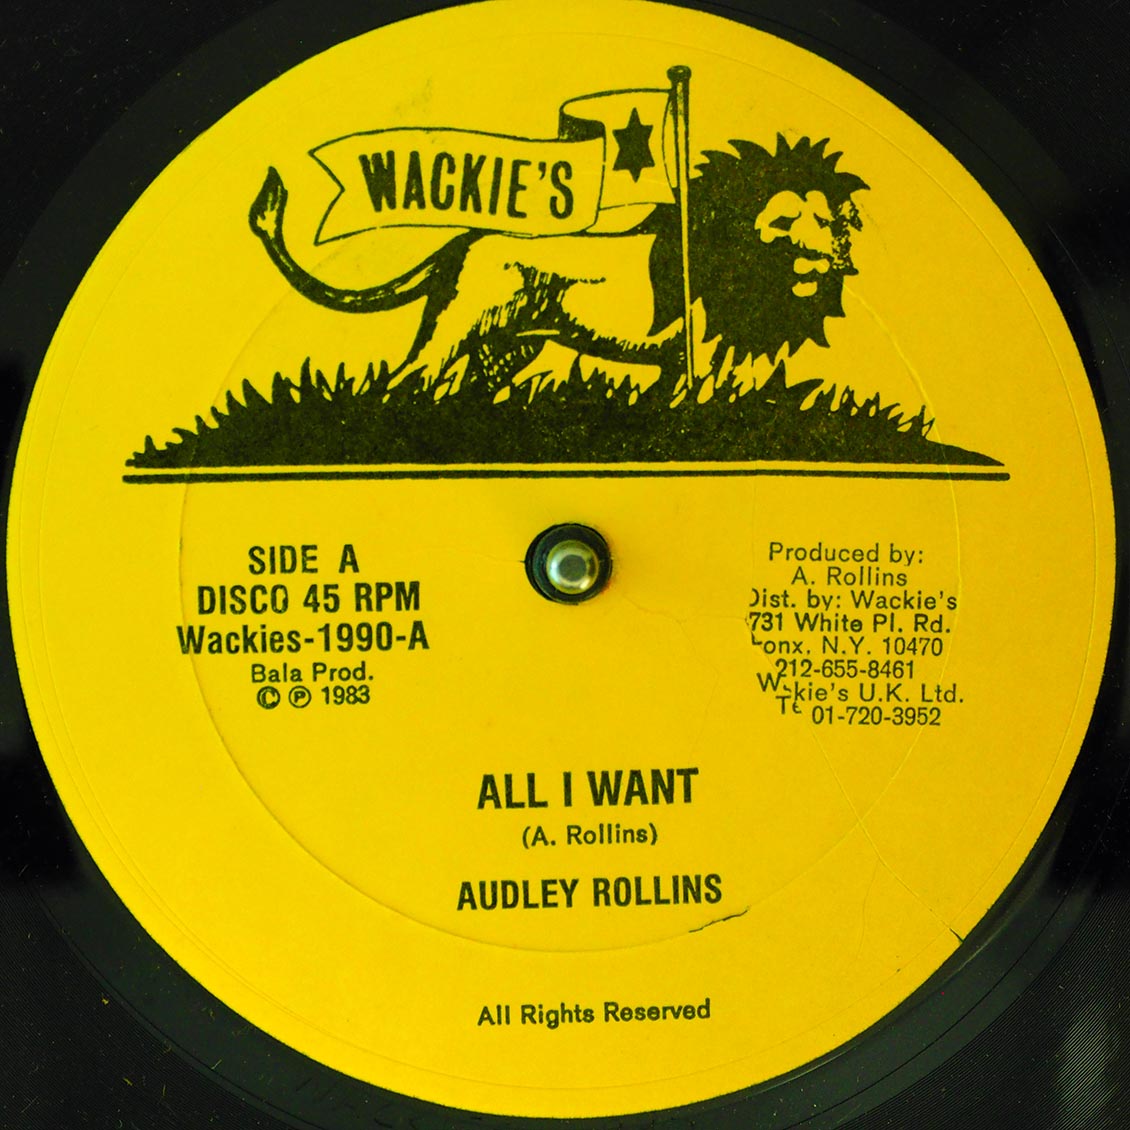 WACKIE'S
SIDE A
DISCO 45 RPM
Wackies-1990-A
Bala Prod.
© ℗ 1983
Produced by:
A. Rollins
Dist. by: Wackie's
731 White Pl. Rd.
onx, N.Y. 10470
212-655-8461
Wackie's U.K. Ltd.
01-720-3952
ALL I WANT
(A. Rollins)
AUDLEY ROLLINS
All Rights Reserved